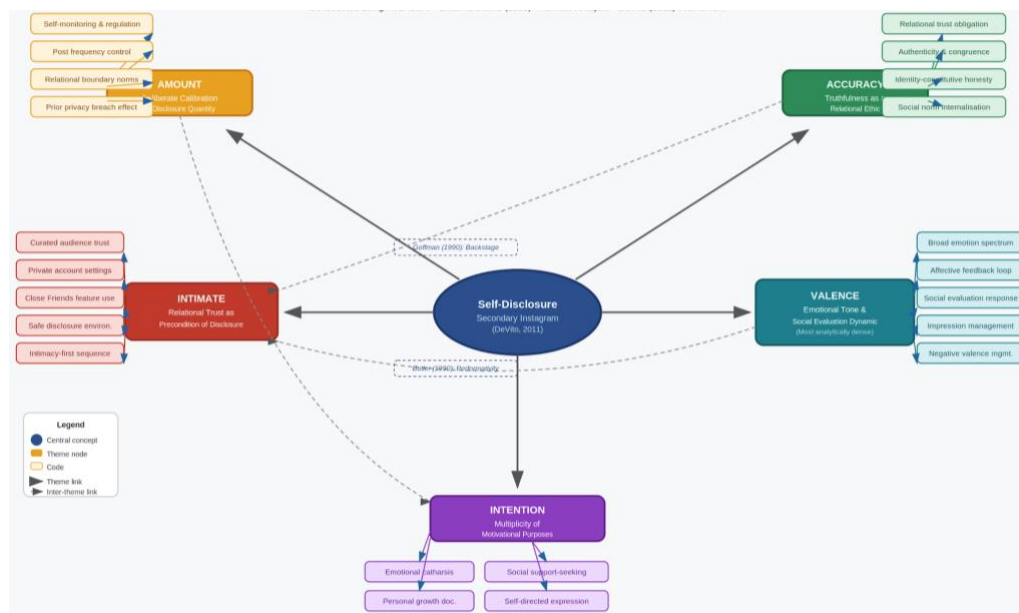 Self-monitoring & regulation
Post frequency control
Relational boundary norms
Prior privacy breach effect
AMOUNT
Calibration
Disclosure Quantity
Relational trust obligation
Authenticity & congruence
Identity-constitutive honesty
Social norm internalisation
ACCURACY
Truthfulness as
Relational Ethic
Curated audience trust
Private account settings
Close Friends feature use
Safe disclosure environ.
Intimacy-first sequence
INTIMATE
Relational Trust as
Precondition of Disclosure
Goffman (1990): Backstage
Self-Disclosure
Secondary Instagram
(DeVito, 2011)
VALENCE
Emotional Tone &
Social Evaluation Dynamic
(Most analytically dense)
Broad emotion spectrum
Affective feedback loop
Social evaluation response
Impression management
Negative valence mgmt.
Butler (1990): Performativity
Legend
Central concept
Theme node
Code
Theme link
Inter-theme link
INTENTION
Multiplicity of
Motivational Purposes
Emotional catharsis
Social support-seeking
Personal growth doc.
Self-directed expression